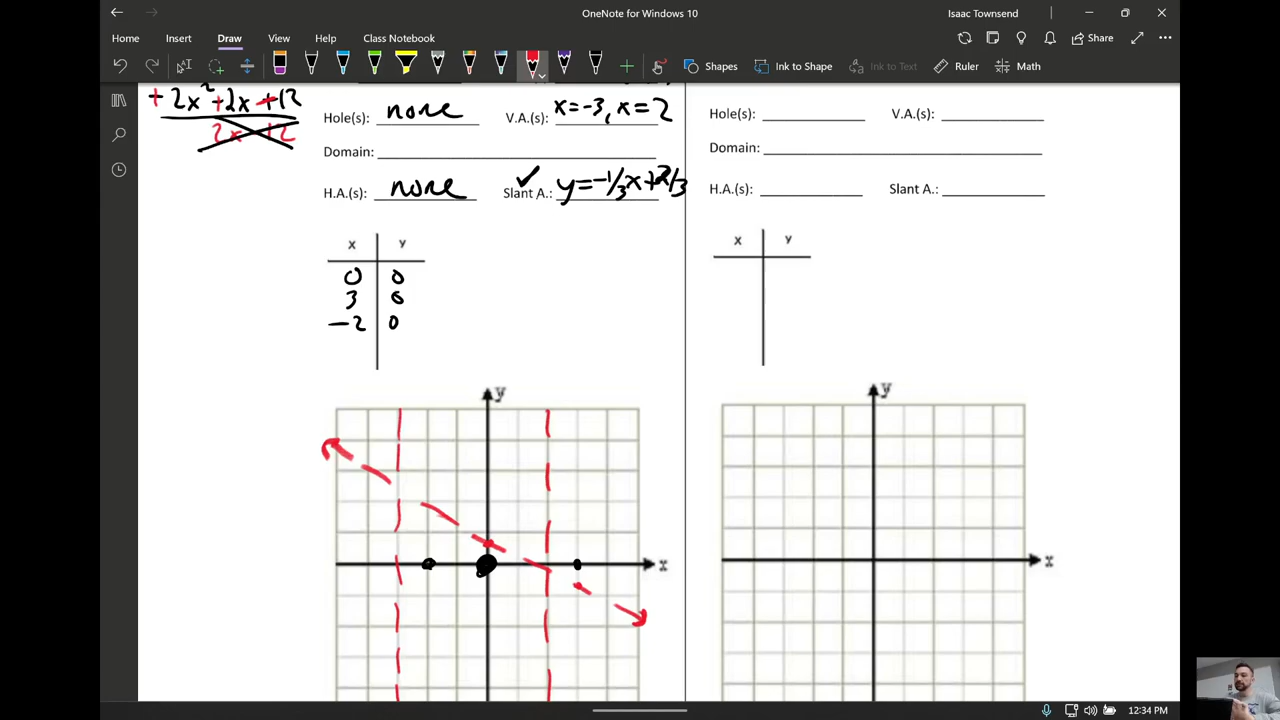 OneNote for Windows 10
Isaac Townsend
Home Insert Draw View Help Class Notebook
Share
Shapes Ink to Shape Ink to Text Ruler Math
+ 2x² + 2x + 12
2x 12
Hole(s): none V.A.(s): x = -3, x = 2
Domain:
H.A.(s): none Slant A.: ✓ y = -1/3x + 2/3
x y
0 0
3 0
-2 0
y
x
Hole(s): V.A.(s):
Domain:
H.A.(s): Slant A.:
x y
y
x
12:34 PM